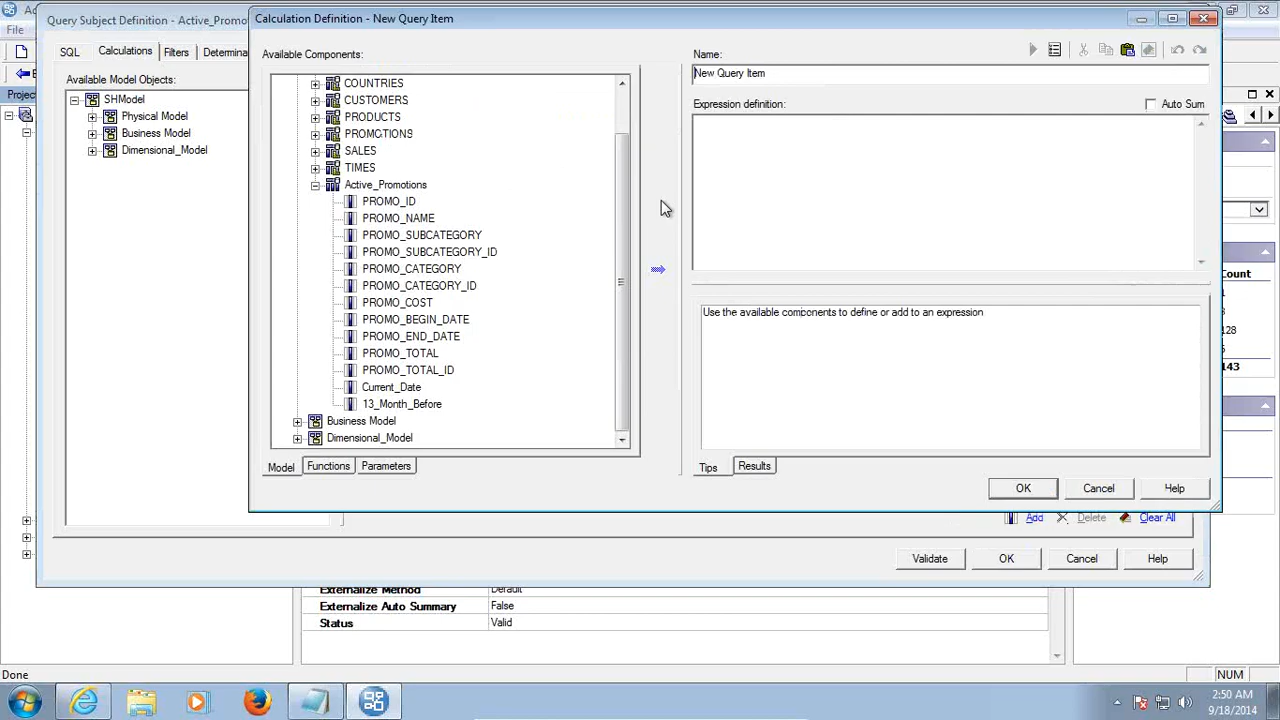 Query Subject Definition - Active_Promo
Calculation Definition - New Query Item
File
SQL
Calculations
Filters
Determina
Available Model Objects:
SHModel
Physical Model
Business Model
Dimensional_Model
Available Components:
COUNTRIES
CUSTOMERS
PRODUCTS
PROMOTIONS
SALES
TIMES
Active_Promotions
PROMO_ID
PROMO_NAME
PROMO_SUBCATEGORY
PROMO_SUBCATEGORY_ID
PROMO_CATEGORY
PROMO_CATEGORY_ID
PROMO_COST
PROMO_BEGIN_DATE
PROMO_END_DATE
PROMO_TOTAL
PROMO_TOTAL_ID
Current_Date
13_Month_Before
Business Model
Dimensional_Model
Model
Functions
Parameters
Name:
New Query Item
Expression definition:
Auto Sum
Use the available components to define or add to an expression
Tips
Results
OK
Cancel
Help
Add
Delete
Clear All
Validate
OK
Cancel
Help
Projec
Count
128
143
Externalize Method
Default
Externalize Auto Summary
False
Status
Valid
Done
NUM
2:50 AM
9/18/2014